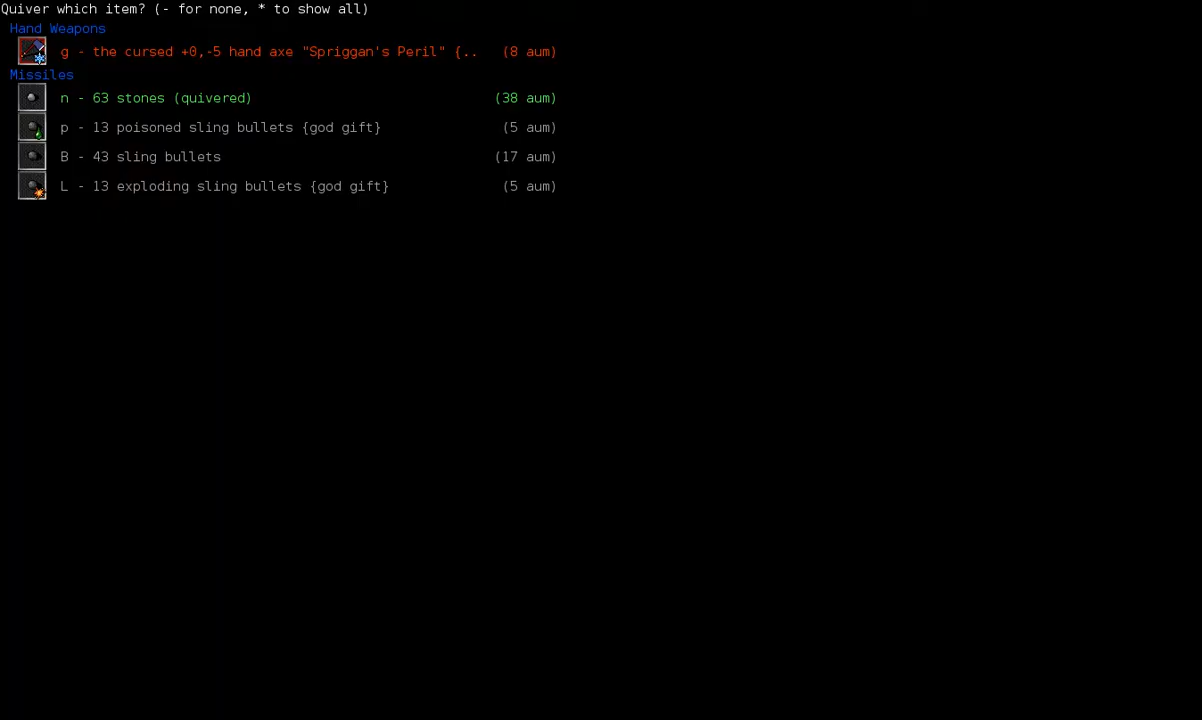 Quiver which item? (- for none, * to show all)
Hand Weapons
g - the cursed +0,-5 hand axe "Spriggan's Peril" {.. (8 aum)
Missiles
n - 63 stones (quivered) (38 aum)
p - 13 poisoned sling bullets {god gift} (5 aum)
B - 43 sling bullets (17 aum)
L - 13 exploding sling bullets {god gift} (5 aum)